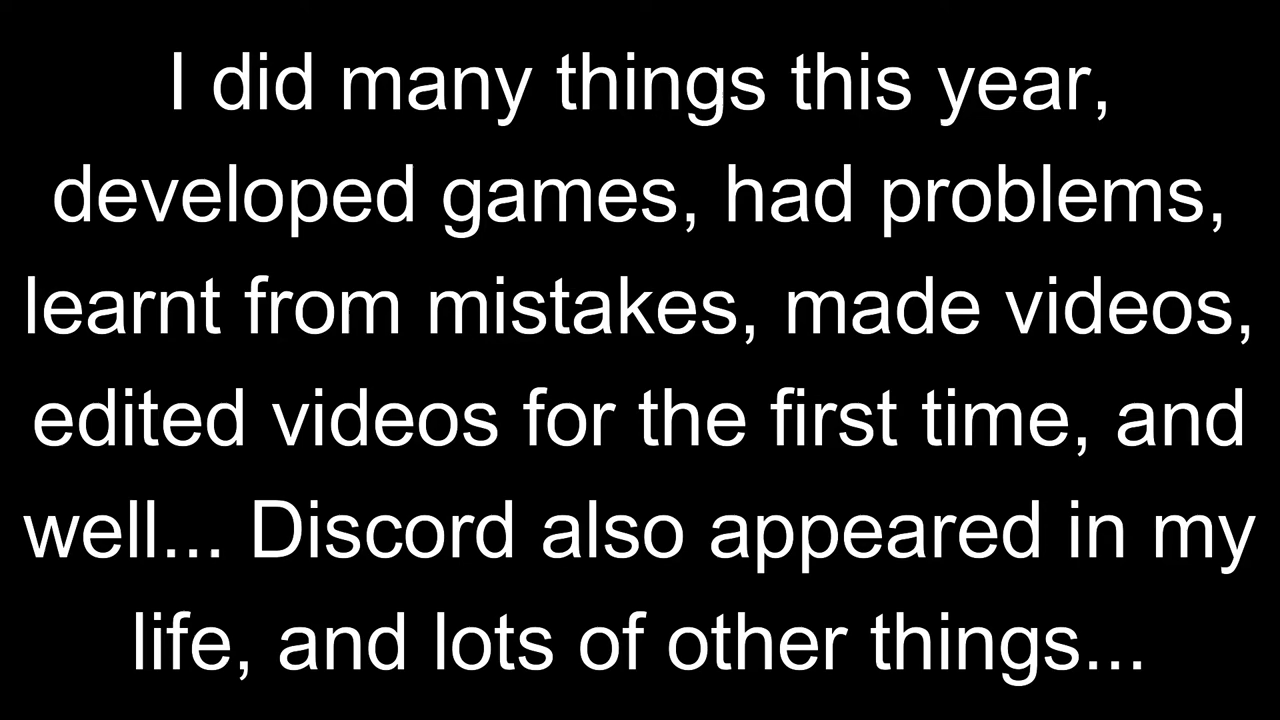 I did many things this year,
developed games, had problems,
learnt from mistakes, made videos,
edited videos for the first time, and
well... Discord also appeared in my
life, and lots of other things...